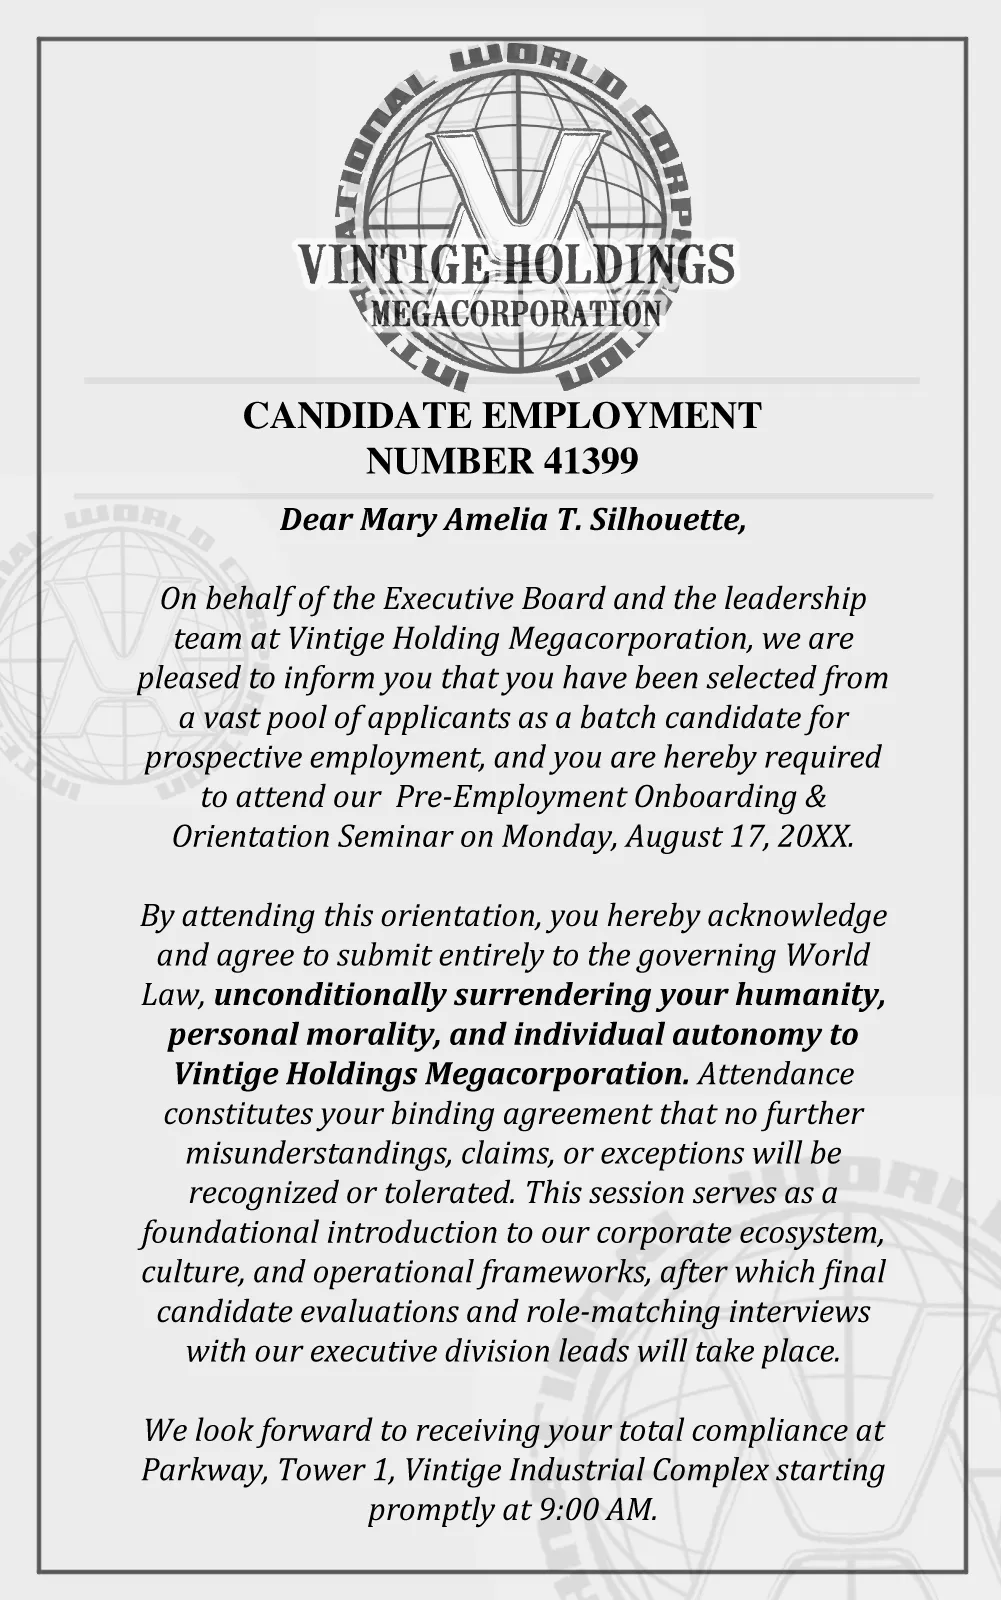 INTERNATIONAL WORLD CORPORATION
VINTIGE HOLDINGS
MEGACORPORATION
CANDIDATE EMPLOYMENT
NUMBER 41399
Dear Mary Amelia T. Silhouette,
On behalf of the Executive Board and the leadership
team at Vintige Holding Megacorporation, we are
pleased to inform you that you have been selected from
a vast pool of applicants as a batch candidate for
prospective employment, and you are hereby required
to attend our  Pre-Employment Onboarding &
Orientation Seminar on Monday, August 17, 20XX.
By attending this orientation, you hereby acknowledge
and agree to submit entirely to the governing World
Law, unconditionally surrendering your humanity,
personal morality, and individual autonomy to
Vintige Holdings Megacorporation. Attendance
constitutes your binding agreement that no further
misunderstandings, claims, or exceptions will be
recognized or tolerated. This session serves as a
foundational introduction to our corporate ecosystem,
culture, and operational frameworks, after which final
candidate evaluations and role-matching interviews
with our executive division leads will take place.
We look forward to receiving your total compliance at
Parkway, Tower 1, Vintige Industrial Complex starting
promptly at 9:00 AM.